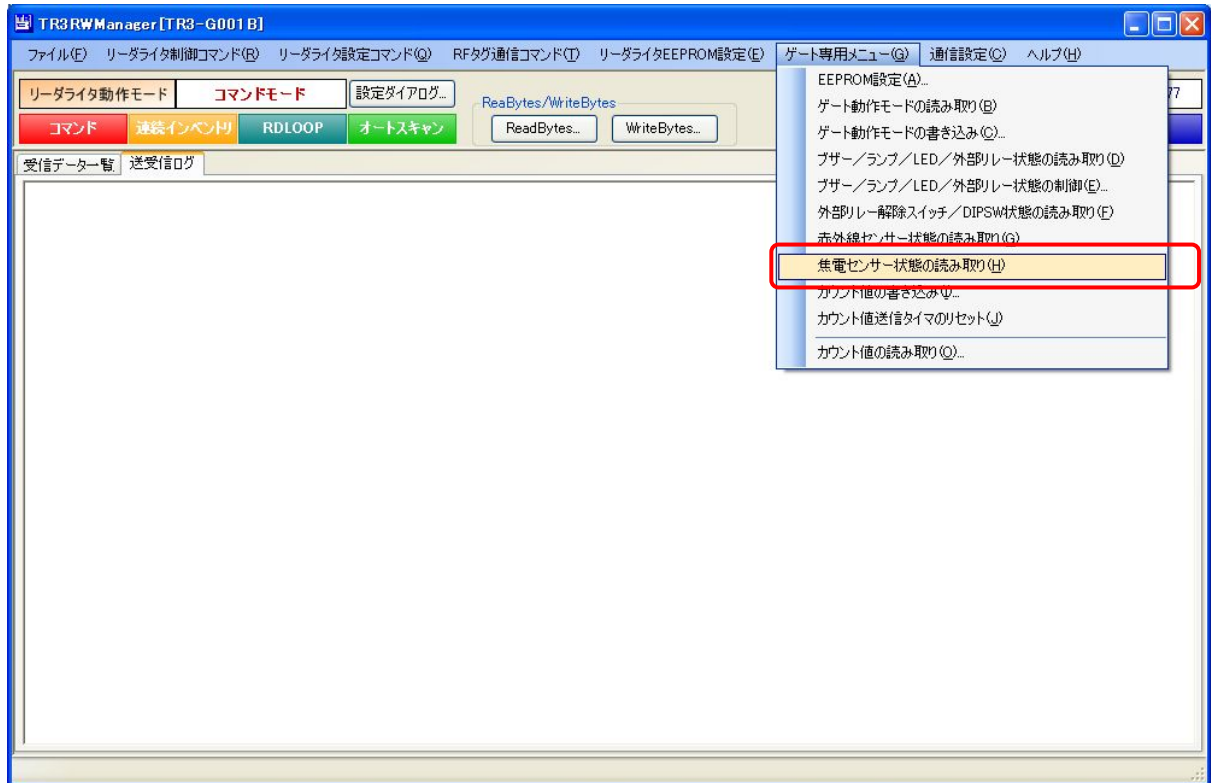 TR3RWManager[TR3-G001B]
ファイル(F) リーダライタ制御コマンド(R) リーダライタ設定コマンド(Q) RFタグ通信コマンド(T) リーダライタEEPROM設定(E) ゲート専用メニュー(G) 通信設定(C) ヘルプ(H)
リーダライタ動作モード コマンドモード 設定ダイアログ...
ReaBytes/WriteBytes
コマンド 連続インベントリ RDLOOP オートスキャン ReadBytes... WriteBytes...
77
受信データ一覧 送受信ログ
EEPROM設定(A)...
ゲート動作モードの読み取り(B)
ゲート動作モードの書き込み(C)...
ブザー/ランプ/LED/外部リレー状態の読み取り(D)
ブザー/ランプ/LED/外部リレー状態の制御(E)...
外部リレー解除スイッチ/DIPSW状態の読み取り(F)
赤外線センサー状態の読み取り(G)
焦電センサー状態の読み取り(H)
カウント値の書き込み(I)...
カウント値送信タイマのリセット(J)
カウント値の読み取り(O)...